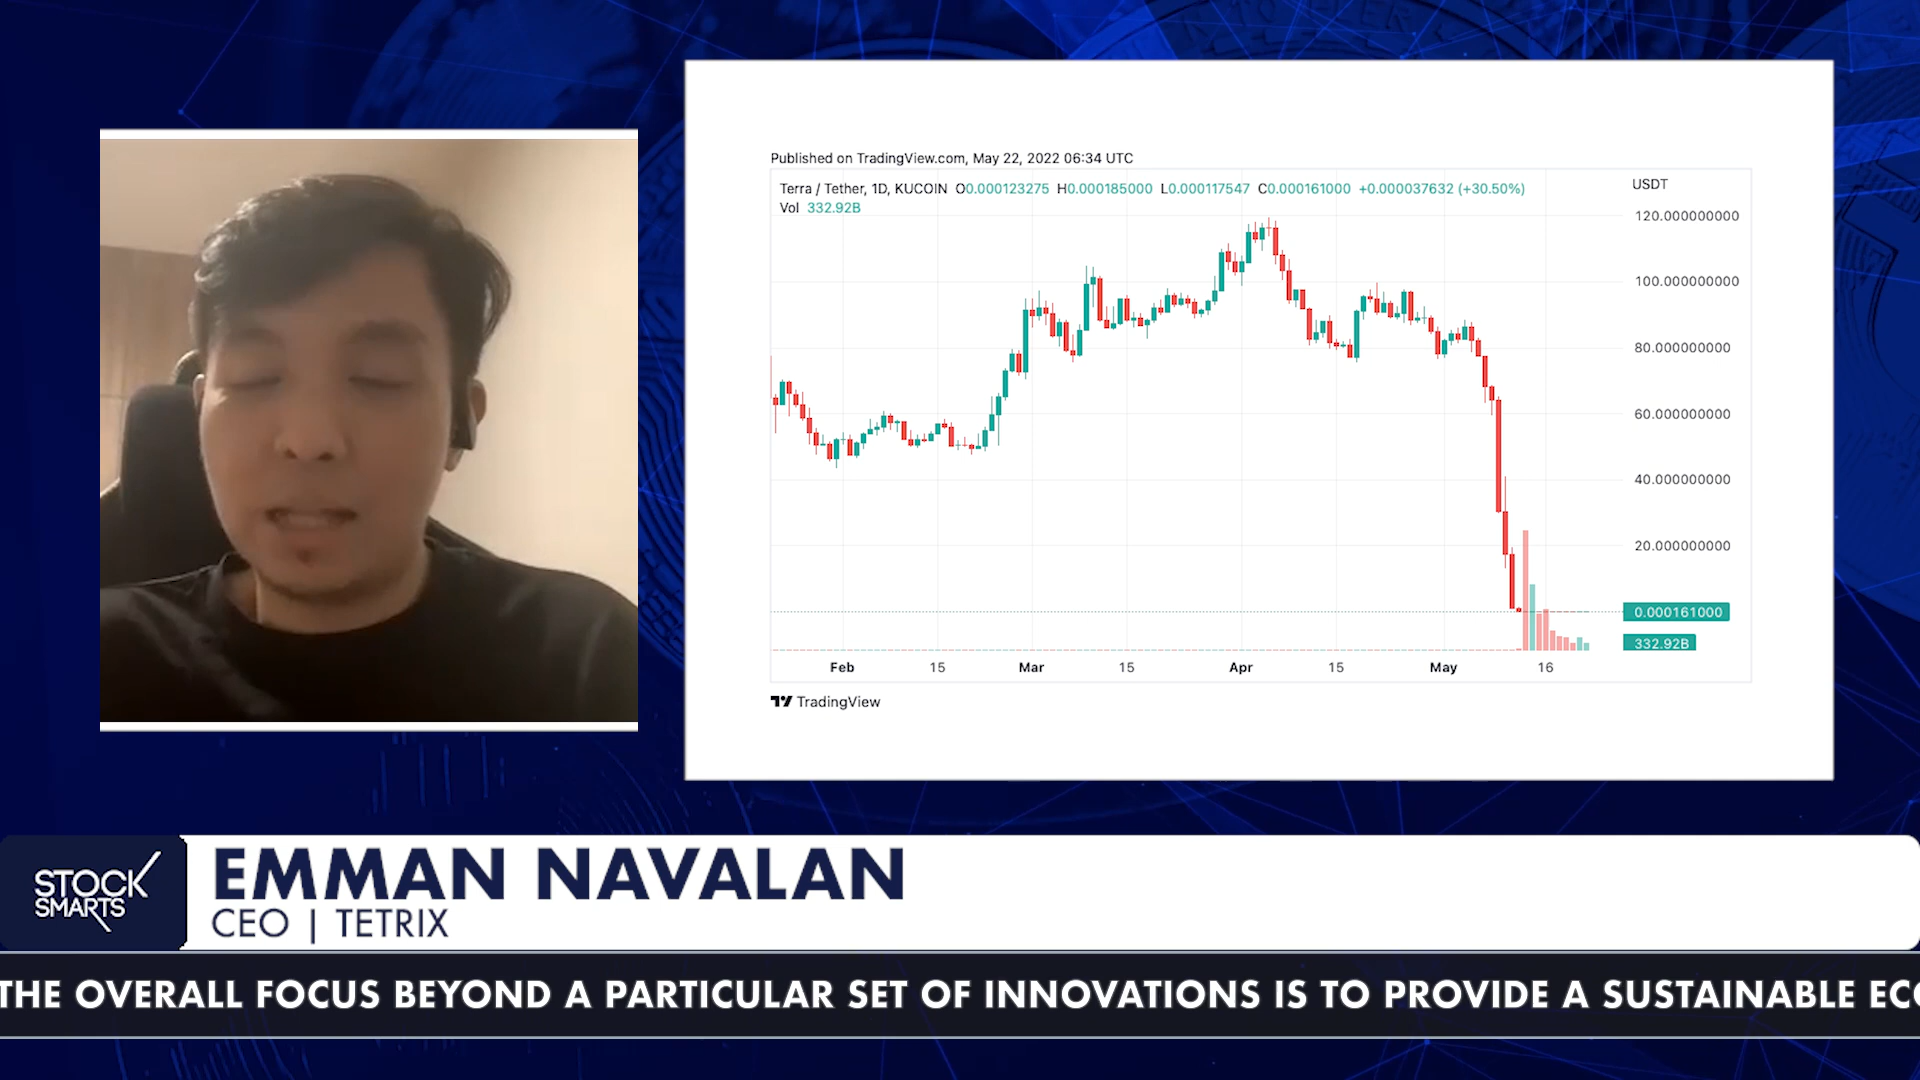 Published on TradingView.com, May 22, 2022 06:34 UTC
Terra / Tether, 1D, KUCOIN O0.000123275 H0.000185000 L0.000117547 C0.000161000 +0.000037632 (+30.50%)
Vol 332.92B
USDT
120.000000000
100.000000000
80.000000000
60.000000000
40.000000000
20.000000000
0.000161000
332.92B
Feb 15 Mar 15 Apr 15 May 16
TradingView
STOCK
SMARTS
EMMAN NAVALAN
CEO | TETRIX
THE OVERALL FOCUS BEYOND A PARTICULAR SET OF INNOVATIONS IS TO PROVIDE A SUSTAINABLE